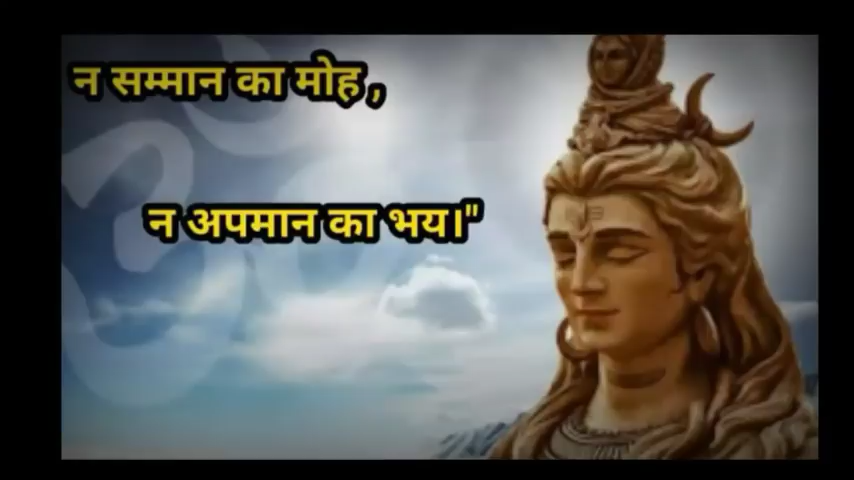 न सम्मान का मोह ,
न अपमान का भय।"